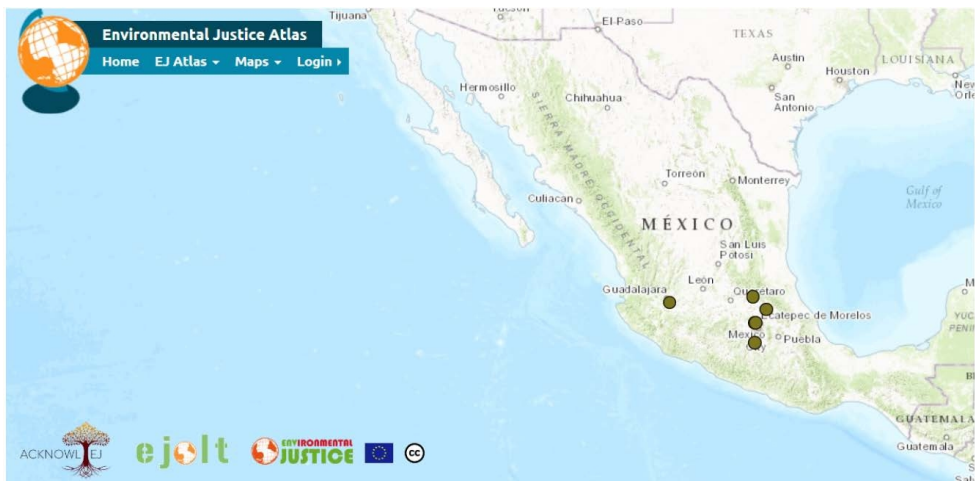 Environmental Justice Atlas
Home EJ Atlas Maps Login
Tijuana
El Paso
TEXAS
Austin
LOUISIANA
Houston
Hermosillo
Chihuahua
San
Antonio
SIERRA MADRE OCCIDENTAL
Torreón
Monterrey
Gulf of
Mexico
Culiacan
MÉXICO
San Luis
Potosi
León
Guadalajara
Ecatepec de Morelos
Mexico
Puebla
GUATEMALA
Guatemala
ACKNOWL EJ
ejolt
ENVIRONMENTAL
JUSTICE
cc